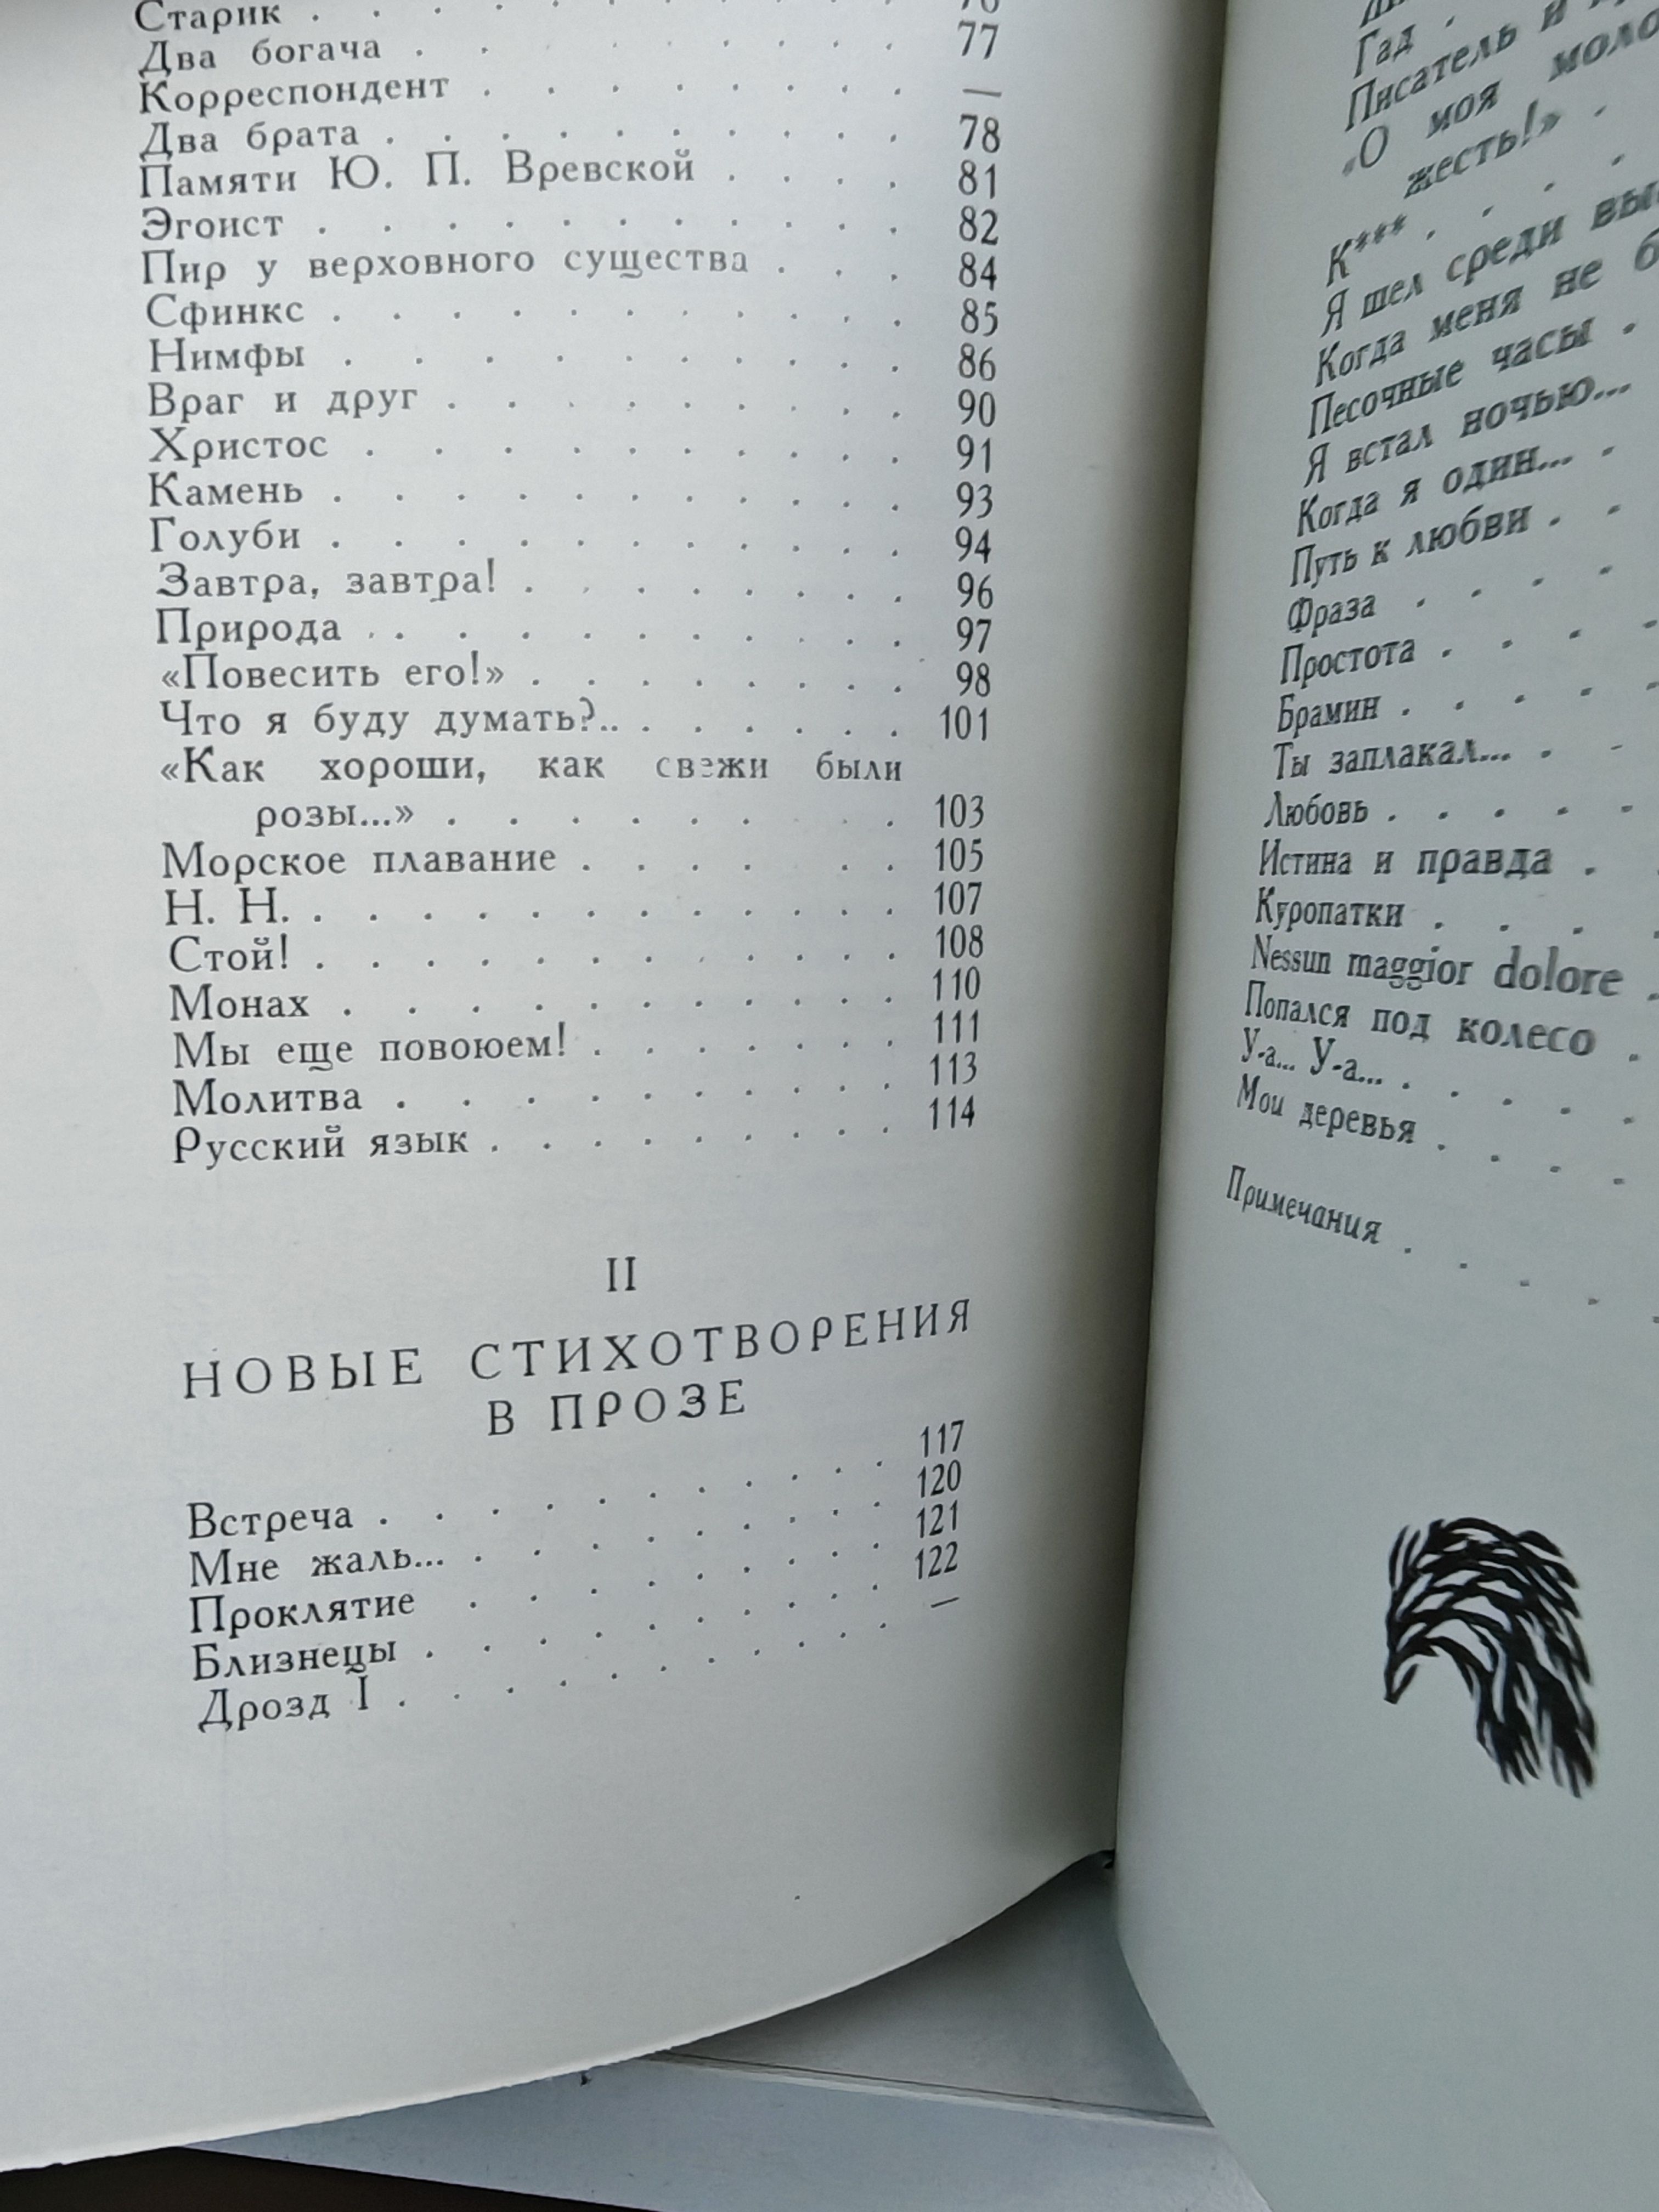 Старик . . . . . . . . . .
Два богача . . . . . . . . 77
Корреспондент . . . . . . . . —
Два брата . . . . . . . . . . 78
Памяти Ю. П. Вревской . . . . 81
Эгоист . . . . . . . . . . 82
Пир у верховного существа . . . 84
Сфинкс . . . . . . . . . . 85
Нимфы . . . . . . . . . 86
Враг и друг . . . . . . . . 90
Христос . . . . . . . . . 91
Камень . . . . . . . . . . 93
Голуби . . . . . . . . . . 94
Завтра, завтра! . . . . . . . 96
Природа . . . . . . . . . . 97
«Повесить его!» . . . . . . . 98
Что я буду думать?.. . . . . . 101
«Как хороши, как свежи были
розы...» . . . . . . . . 103
Морское плавание . . . . . . 105
Н. Н. . . . . . . . . . . . 107
Стой! . . . . . . . . . . . 108
Монах . . . . . . . . . . 110
Мы еще повоюем! . . . . . . 111
Молитва . . . . . . . . . 113
Русский язык . . . . . . . . 114
II
НОВЫЕ СТИХОТВОРЕНИЯ
В ПРОЗЕ
Встреча . . . . . . . . . . 117
Мне жаль... . . . . . . . . 120
Проклятие . . . . . . . . 121
Близнецы . . . . . . . . . 122
Дрозд I . . . . . . . . . . —
Гад .
Писатель и
«О моя
жесть!» .
К*** . . . .
Я шел среди
Когда меня не
Песочные часы .
Я встал ночью...
Когда я один... .
Путь к любви . .
Фраза . . . .
Простота . . . .
Брамин . . . . .
Ты заплакал... . .
Любовь . . . . .
Истина и правда .
Куропатки . . . .
Nessun maggior dolore .
Попался под колесо .
У-а... У-а... . . . . .
Мои деревья . . . .
Примечания . . . . .